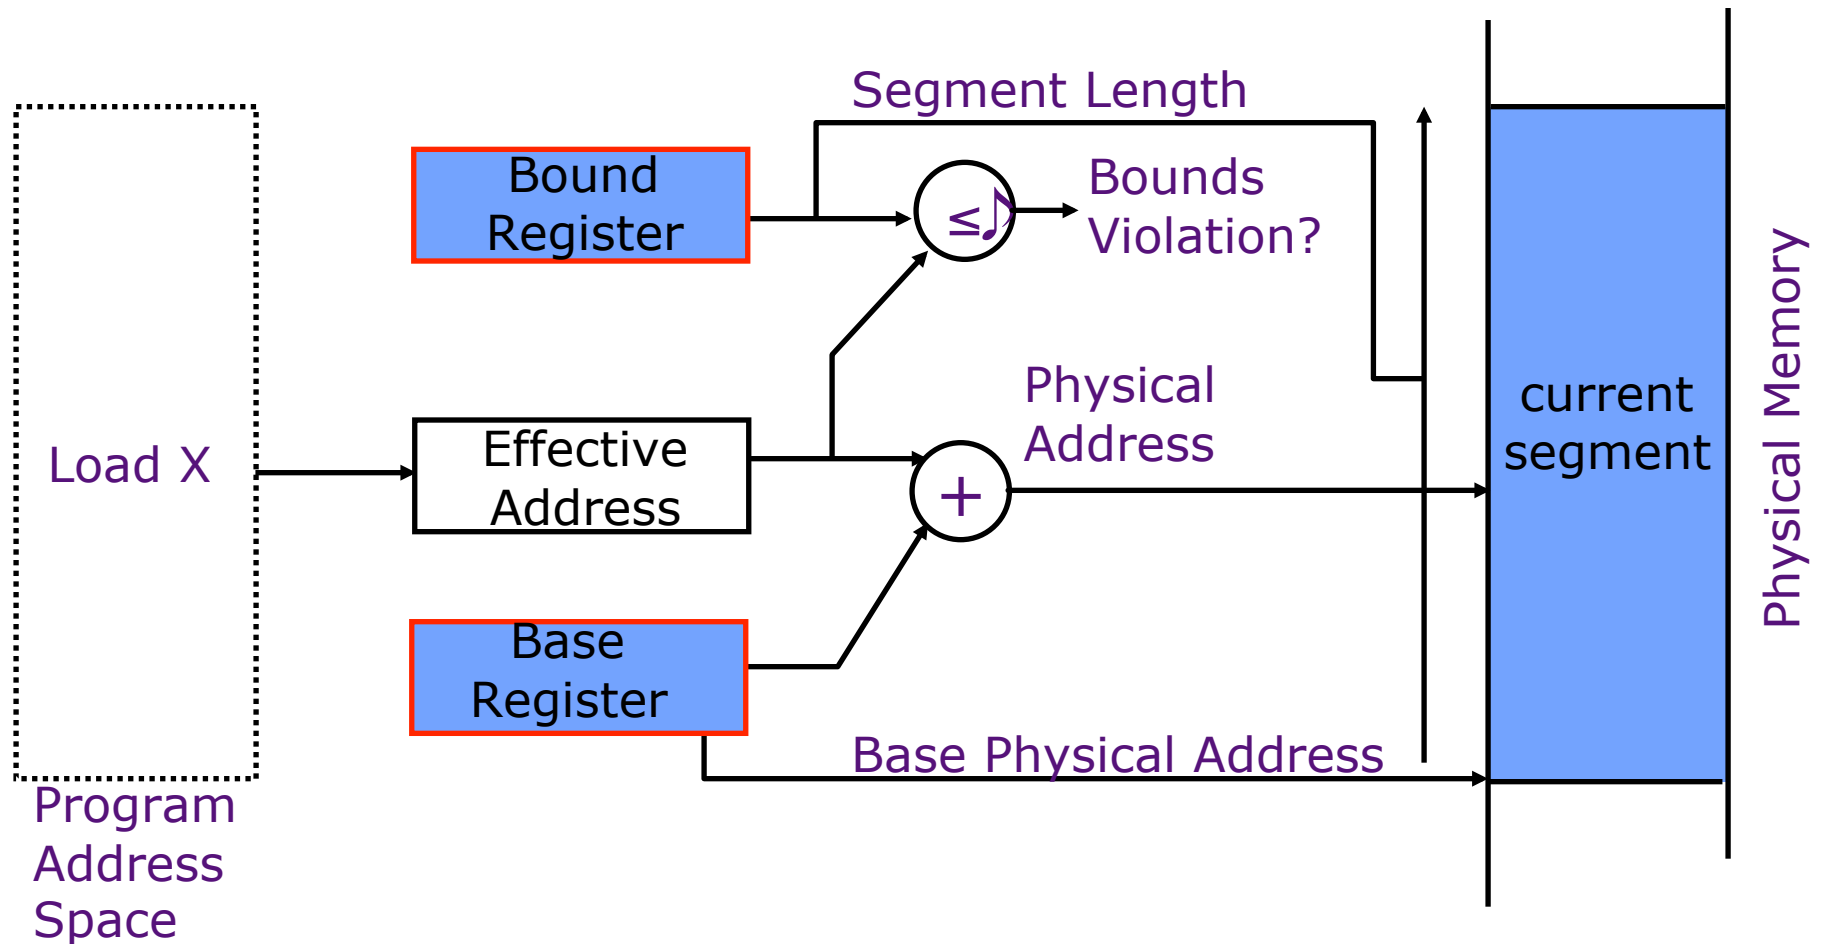 Segment Length
Bound
Register
≤♪
Bounds
Violation?
Load X
Effective
Address
Physical
Address
+
current
segment
Physical Memory
Base
Register
Base Physical Address
Program
Address
Space